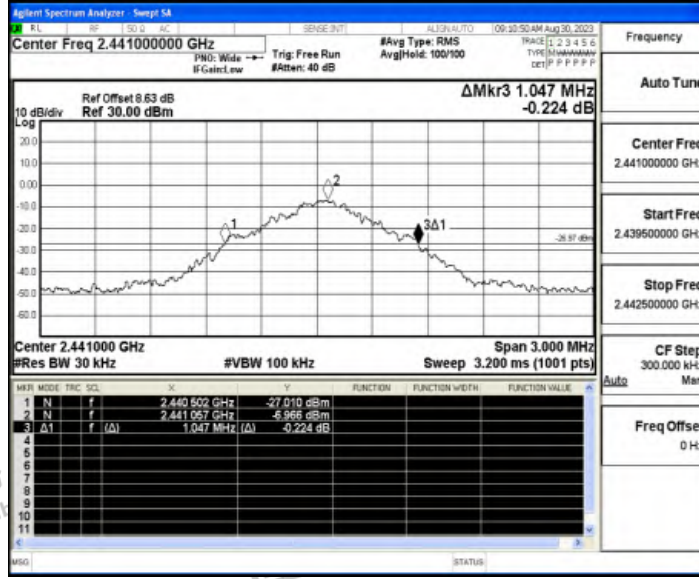 Agilent Spectrum Analyzer - Swept SA
RL RF 50 Ω AC SENSE:INT ALIGN AUTO 09:10:50 AM Aug 30, 2023
Center Freq 2.441000000 GHz
PNO: Wide
IFGain:Low
Trig: Free Run
#Atten: 40 dB
#Avg Type: RMS
Avg|Hold: 100/100
TRACE 1 2 3 4 5 6
TYPE MWWWWW
DET P P P P P P
ΔMkr3 1.047 MHz
-0.224 dB
Ref Offset 8.63 dB
10 dB/div Ref 30.00 dBm
Log
20.0
10.0
0.00
-10.0
-20.0
-30.0
-40.0
-50.0
-60.0
1
2
3Δ1
-26.97 dBm
Center 2.441000 GHz Span 3.000 MHz
#Res BW 30 kHz #VBW 100 kHz Sweep 3.200 ms (1001 pts)
MKR MODE TRC SCL X Y FUNCTION FUNCTION WIDTH FUNCTION VALUE
1 N f 2.440 502 GHz -27.010 dBm
2 N f 2.441 057 GHz -6.966 dBm
3 Δ1 f (Δ) 1.047 MHz (Δ) -0.224 dB
4
5
6
7
8
9
10
11
MSG STATUS
Frequency
Auto Tune
Center Freq
2.441000000 GHz
Start Freq
2.439500000 GHz
Stop Freq
2.442500000 GHz
CF Step
300.000 kHz
Auto Man
Freq Offset
0 Hz